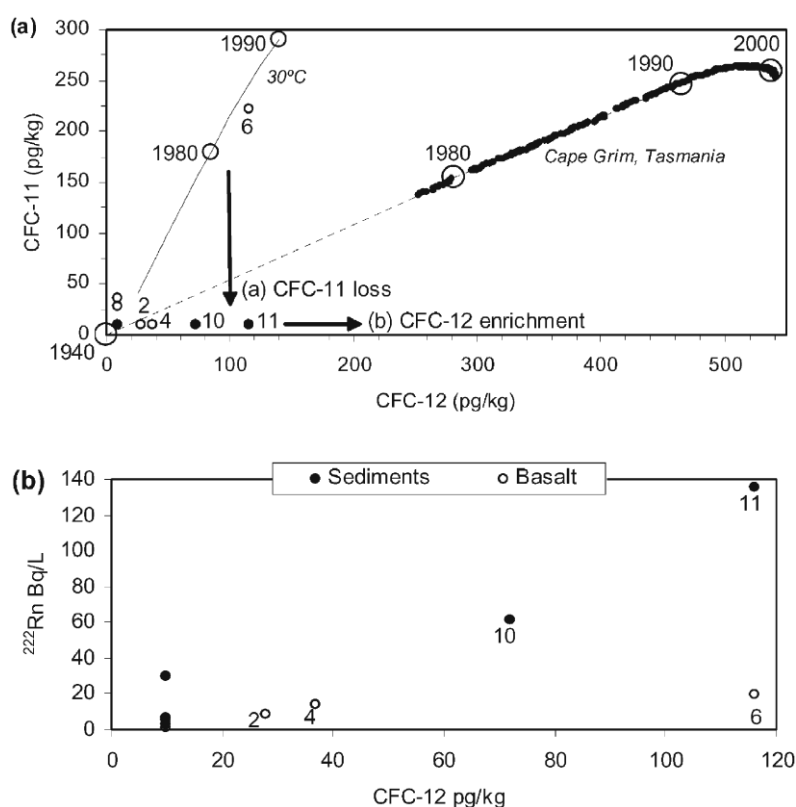 (a)
300
250
200
150
100
50
0
1940
CFC-11 (pg/kg)
1990
30ºC
6
1980
2000
1990
1980
Cape Grim, Tasmania
(a) CFC-11 loss
8
2
4
10
11
(b) CFC-12 enrichment
0 100 200 300 400 500
CFC-12 (pg/kg)
(b)
Sediments Basalt
140
120
100
80
60
40
20
0
222Rn Bq/L
11
10
2
4
6
0 20 40 60 80 100 120
CFC-12 pg/kg